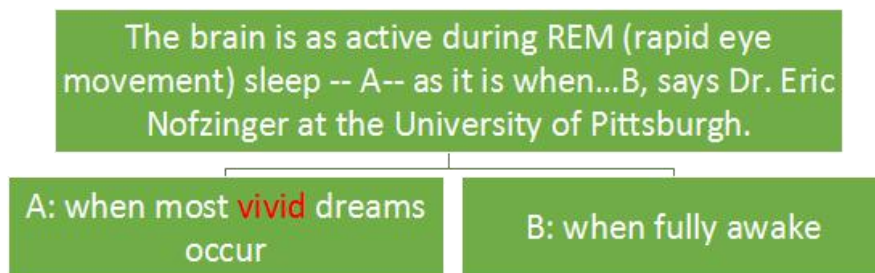 The brain is as active during REM (rapid eye
movement) sleep -- A-- as it is when...B, says Dr. Eric
Nofzinger at the University of Pittsburgh.
A: when most vivid dreams
occur
B: when fully awake